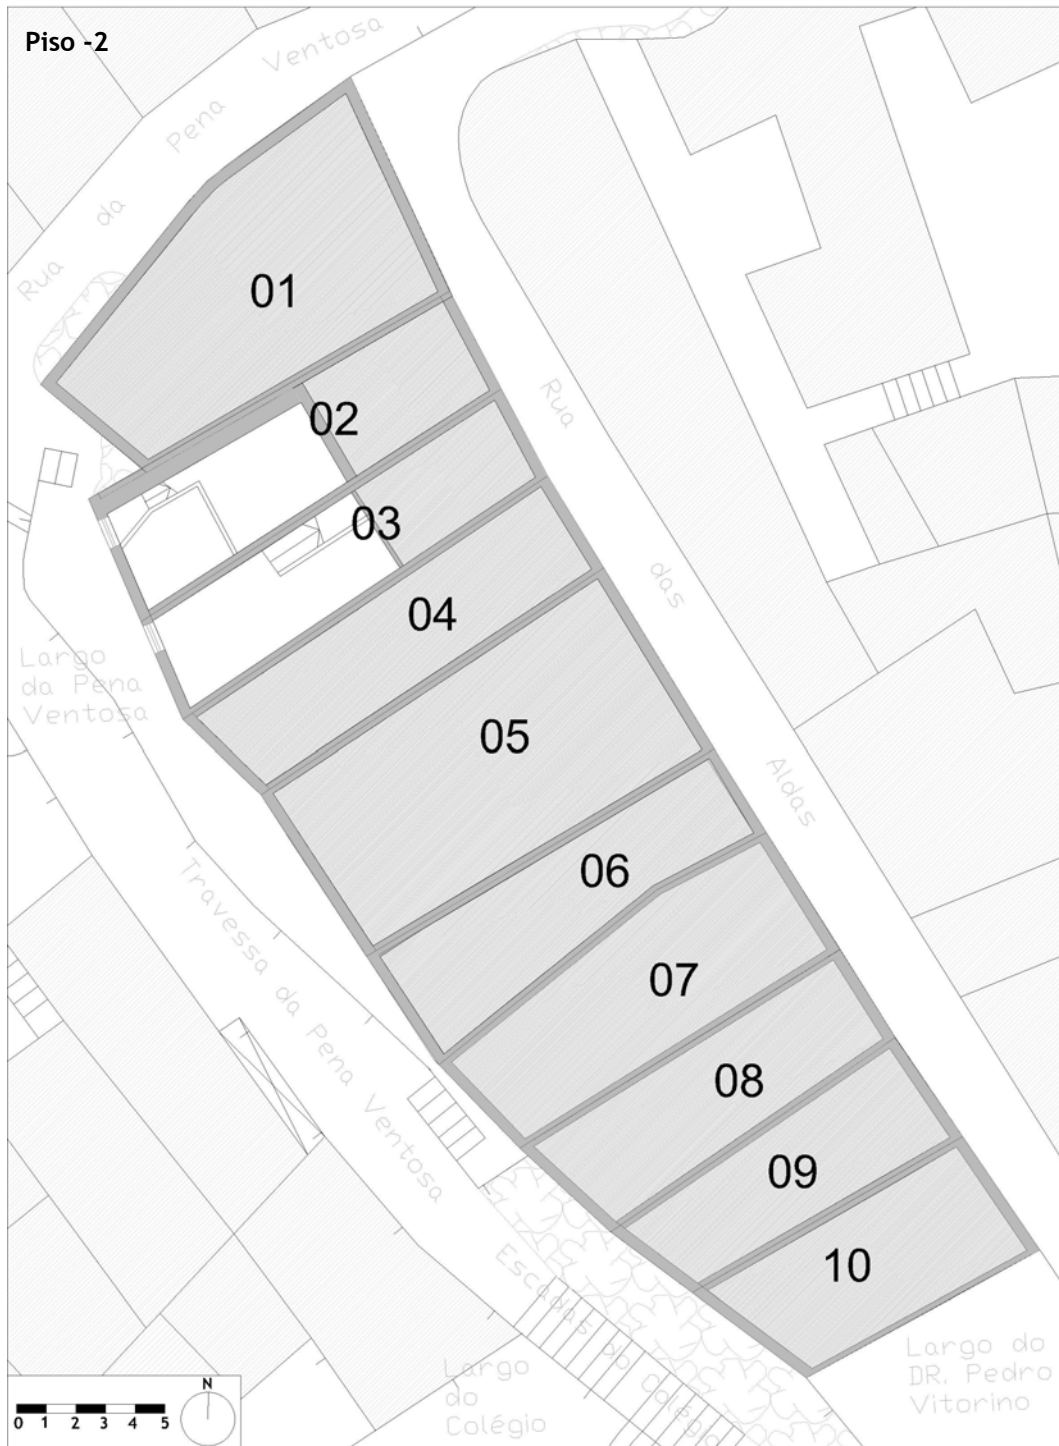 Piso -2
Rua da Pena Ventosa
01
02
03
04
05
06
07
08
09
10
Rua das Aldas
Largo
da Pena
Ventosa
Travessa da Pena Ventosa
Escadas do Colégio
Largo
do
Colégio
Largo do
DR. Pedro
Vitorino
N
0 1 2 3 4 5